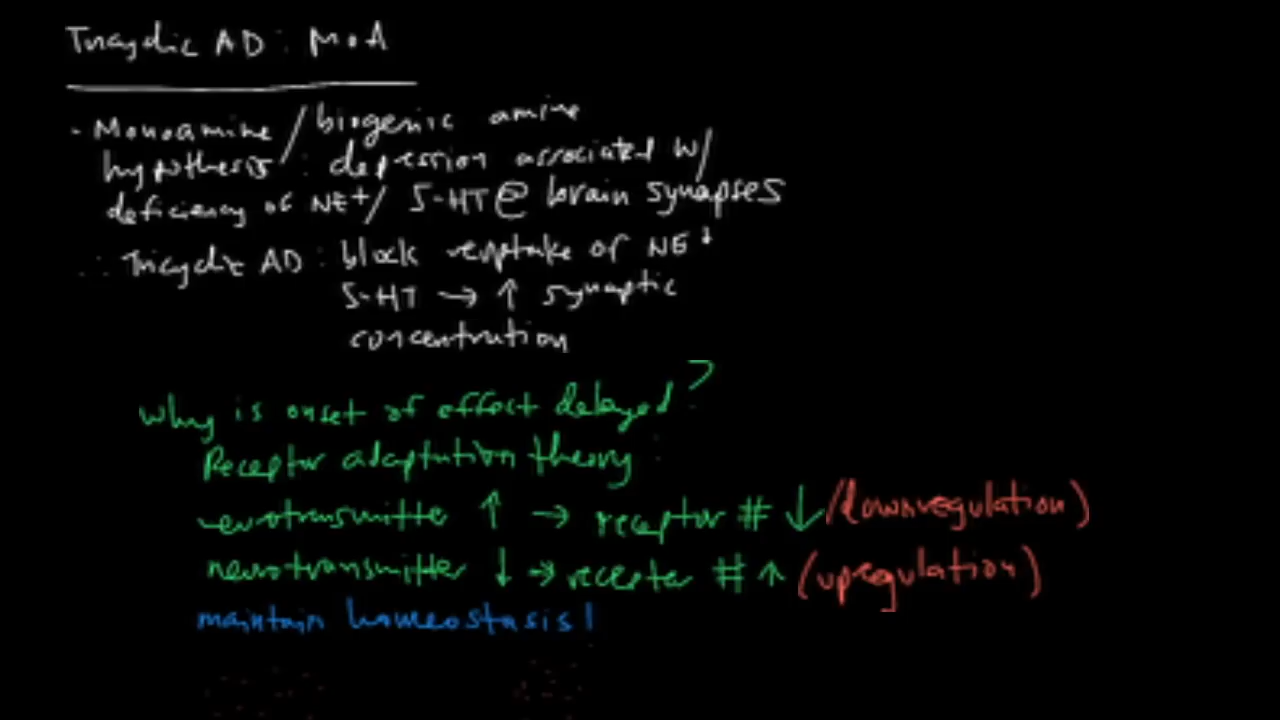 Tricyclic AD: MoA
- Monoamine / biogenic amine
hypothesis: depression associated w/
deficiency of NE +/ 5-HT @ brain synapses
∴ Tricyclic AD: block reuptake of NE +
5-HT → ↑ synaptic
concentration
Why is onset of effect delayed?
Receptor adaptation theory:
neurotransmitter ↑ → receptor # ↓ (downregulation)
neurotransmitter ↓ → receptor # ↑ (upregulation)
maintain homeostasis!